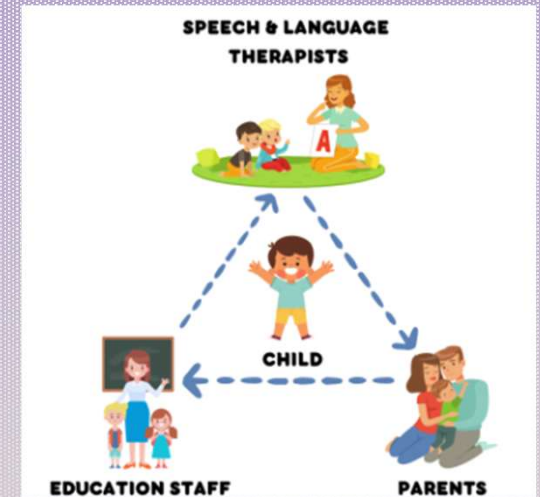 SPEECH & LANGUAGE
THERAPISTS
A
CHILD
EDUCATION STAFF
PARENTS